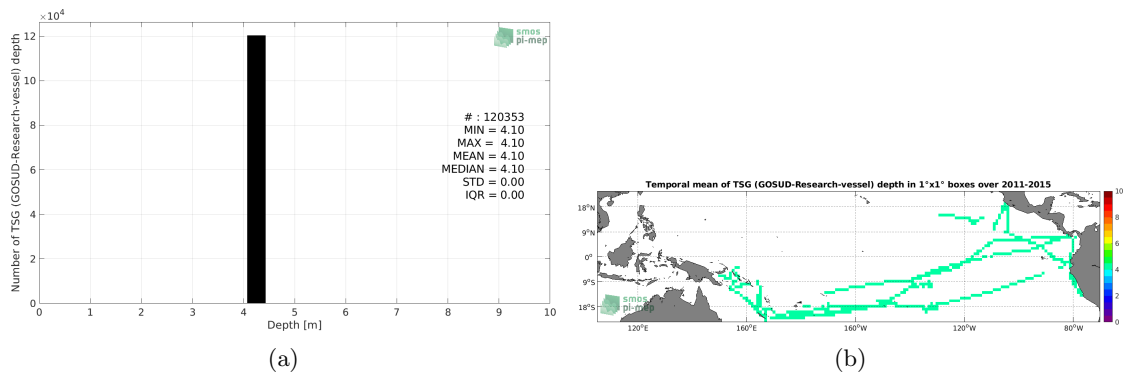 ×10⁴
12
10
8
6
4
2
0
Number of TSG (GOSUD-Research-vessel) depth
smos
pi-mep
# : 120353
MIN = 4.10
MAX = 4.10
MEAN = 4.10
MEDIAN = 4.10
STD = 0.00
IQR = 0.00
0 1 2 3 4 5 6 7 8 9 10
Depth [m]
(a)
Temporal mean of TSG (GOSUD-Research-vessel) depth in 1°x1° boxes over 2011-2015
18°N
9°N
0°
9°S
18°S
smos
pi-mep
120°E 160°E 160°W 120°W 80°W
10
8
6
4
2
0
(b)